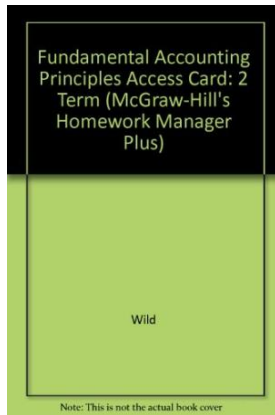 Fundamental Accounting
Principles Access Card: 2
Term (McGraw-Hill's
Homework Manager
Plus)
Wild
Note: This is not the actual book cover